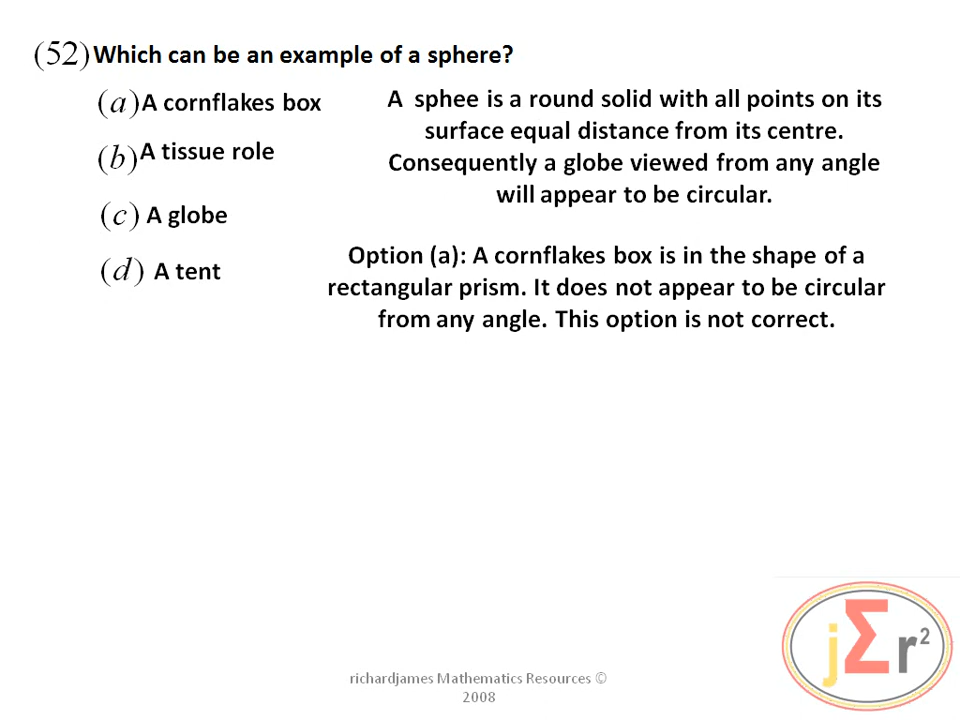 (52) Which can be an example of a sphere?
(a) A cornflakes box
(b) A tissue role
(c) A globe
(d) A tent
A sphee is a round solid with all points on its
surface equal distance from its centre.
Consequently a globe viewed from any angle
will appear to be circular.
Option (a): A cornflakes box is in the shape of a
rectangular prism. It does not appear to be circular
from any angle. This option is not correct.
richardjames Mathematics Resources ©
2008
jΣr²